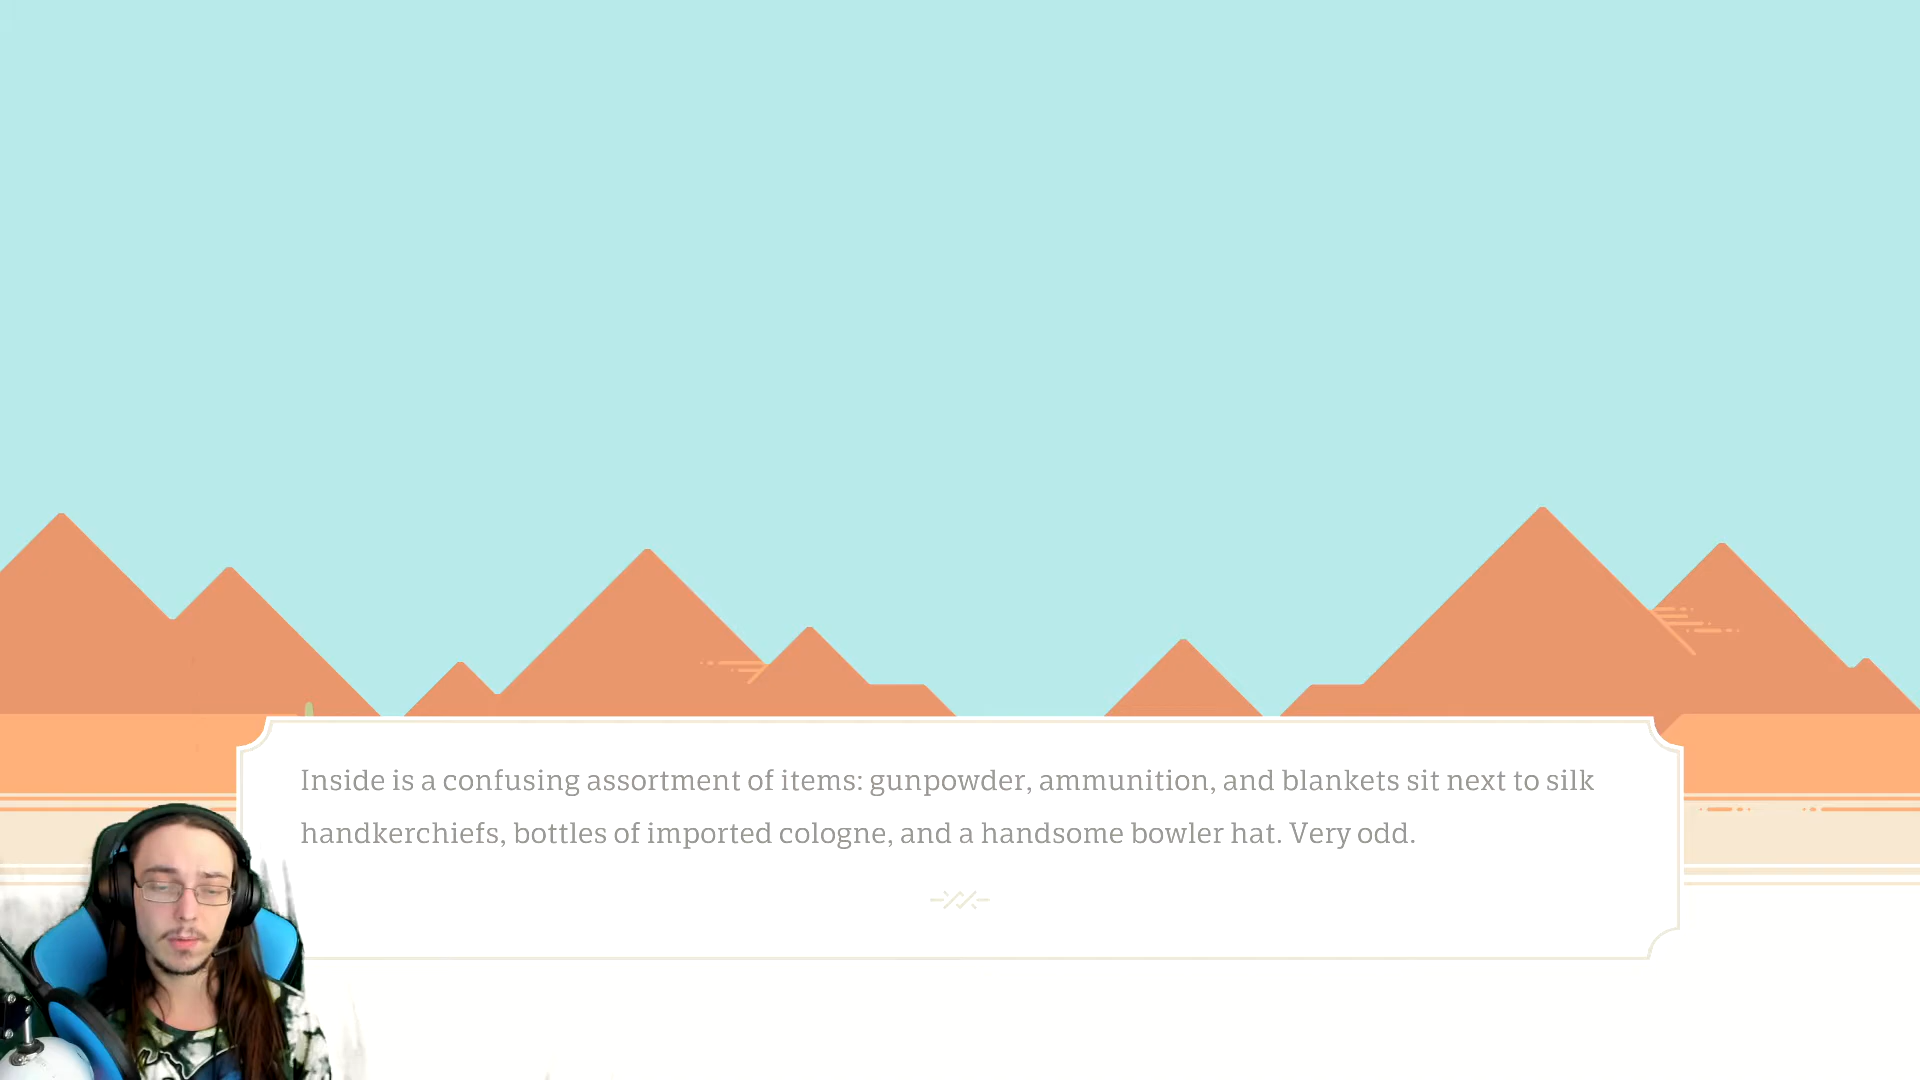 Inside is a confusing assortment of items: gunpowder, ammunition, and blankets sit next to silk
handkerchiefs, bottles of imported cologne, and a handsome bowler hat. Very odd.